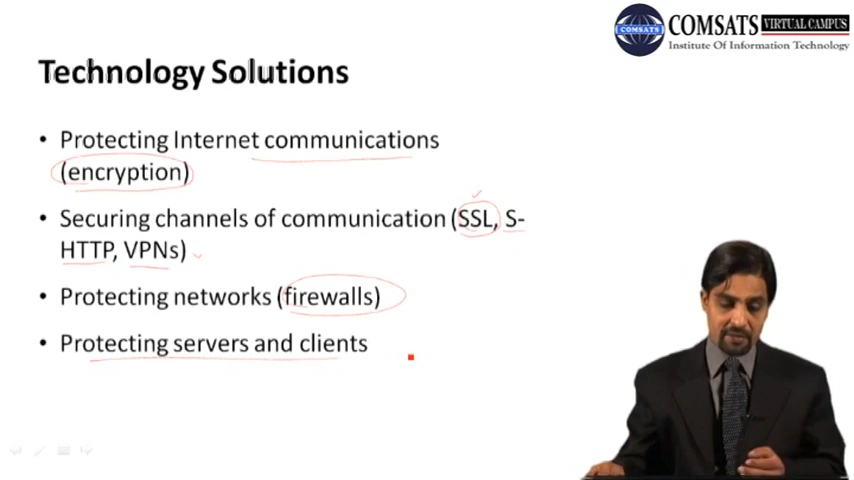 COMSATS VIRTUAL CAMPUS
COMSATS
Institute Of Information Technology
Technology Solutions
• Protecting Internet communications
(encryption)
• Securing channels of communication (SSL, S-
HTTP, VPNs)
• Protecting networks (firewalls)
• Protecting servers and clients